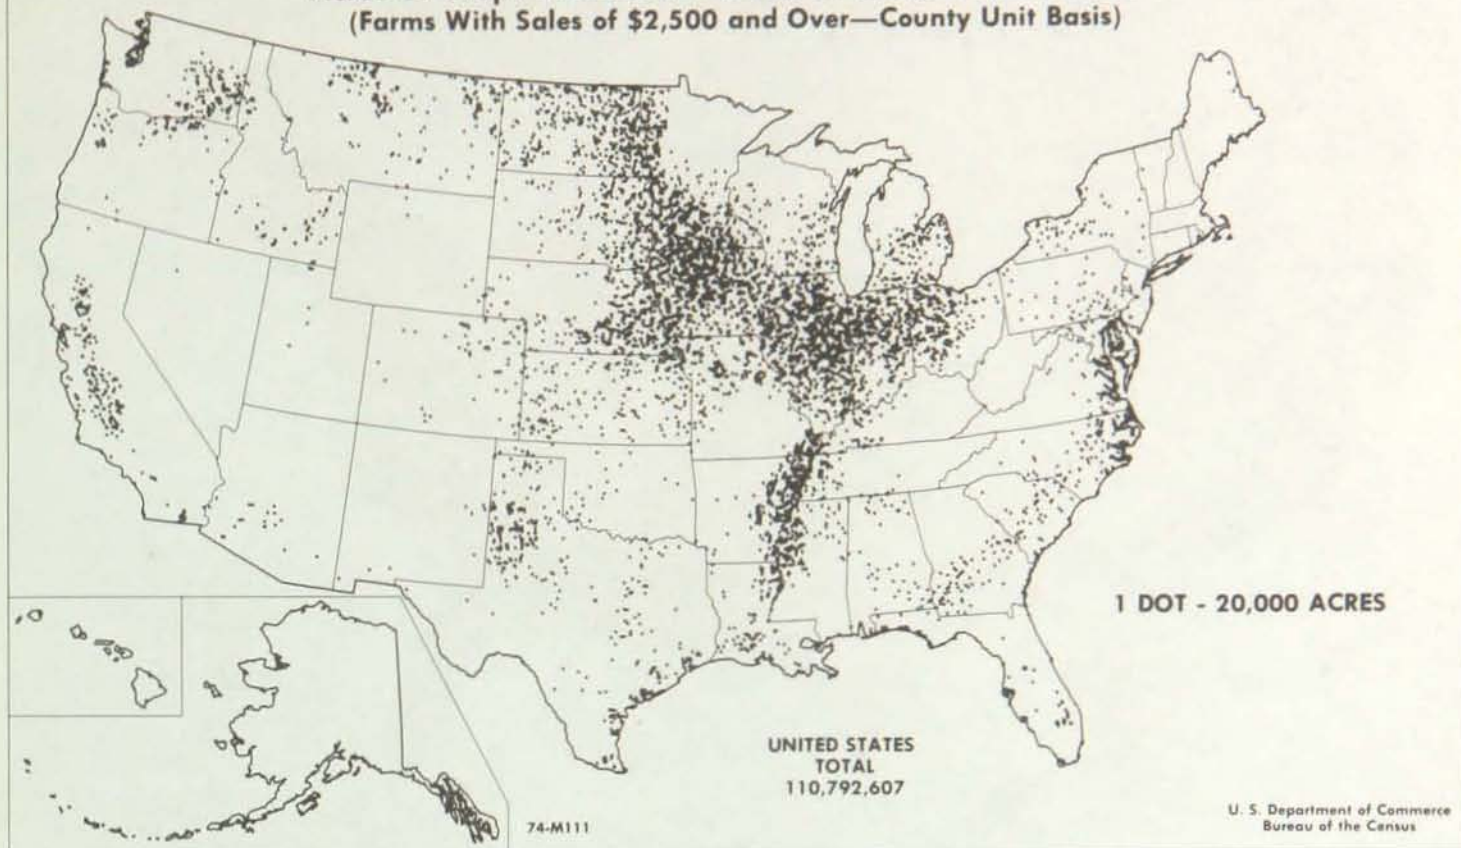 (Farms With Sales of $2,500 and Over—County Unit Basis)
1 DOT - 20,000 ACRES
UNITED STATES
TOTAL
110,792,607
74-M111
U. S. Department of Commerce
Bureau of the Census